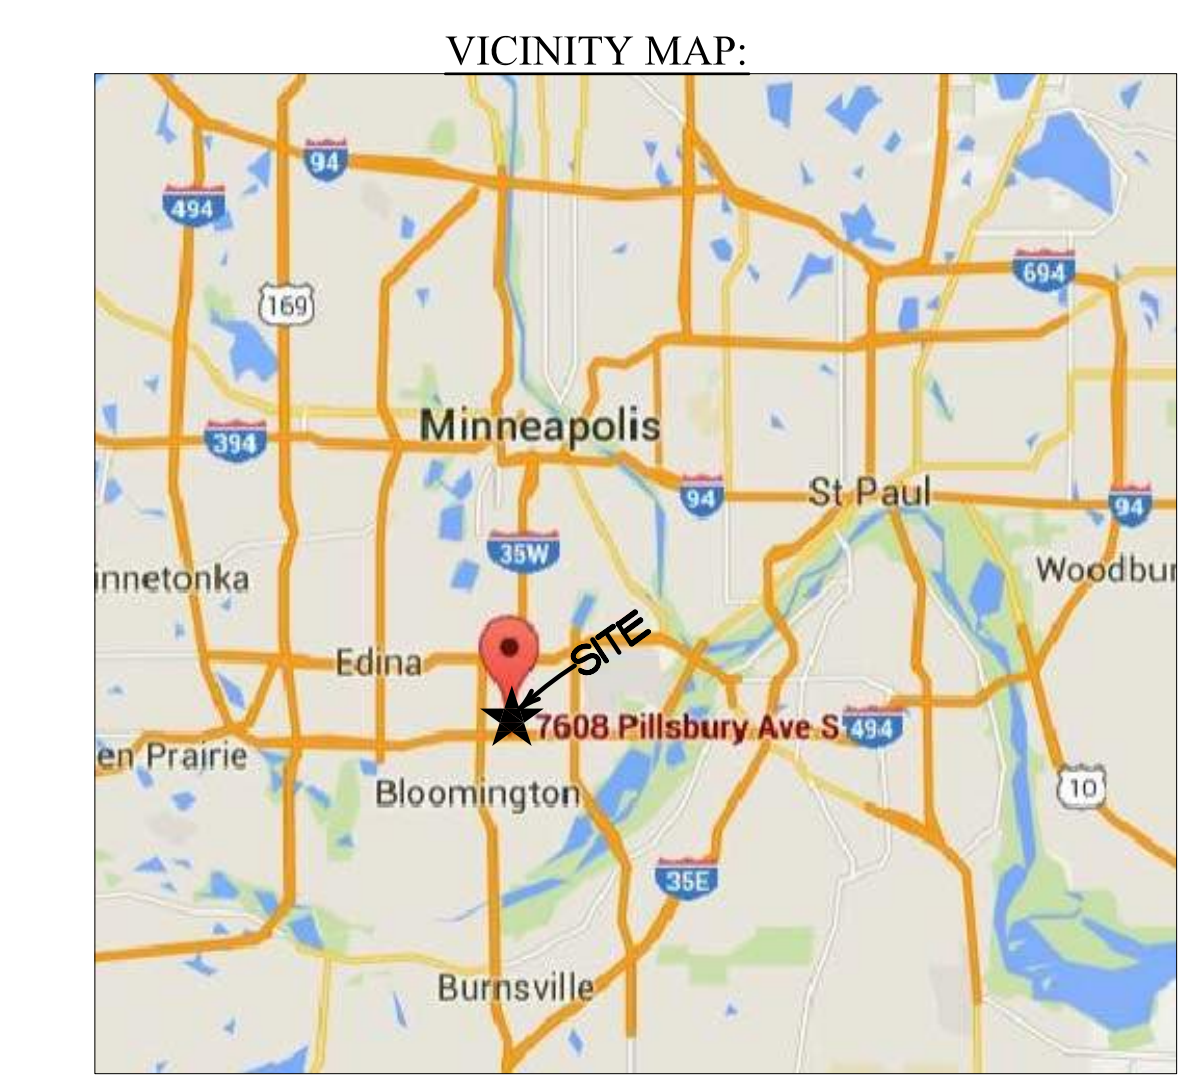 VICINITY MAP:
94
494
694
169
Minneapolis
394
94
St Paul
94
35W
innetonka
Woodbur
SITE
Edina
7608 Pillsbury Ave S
494
en Prairie
10
Bloomington
35E
Burnsville